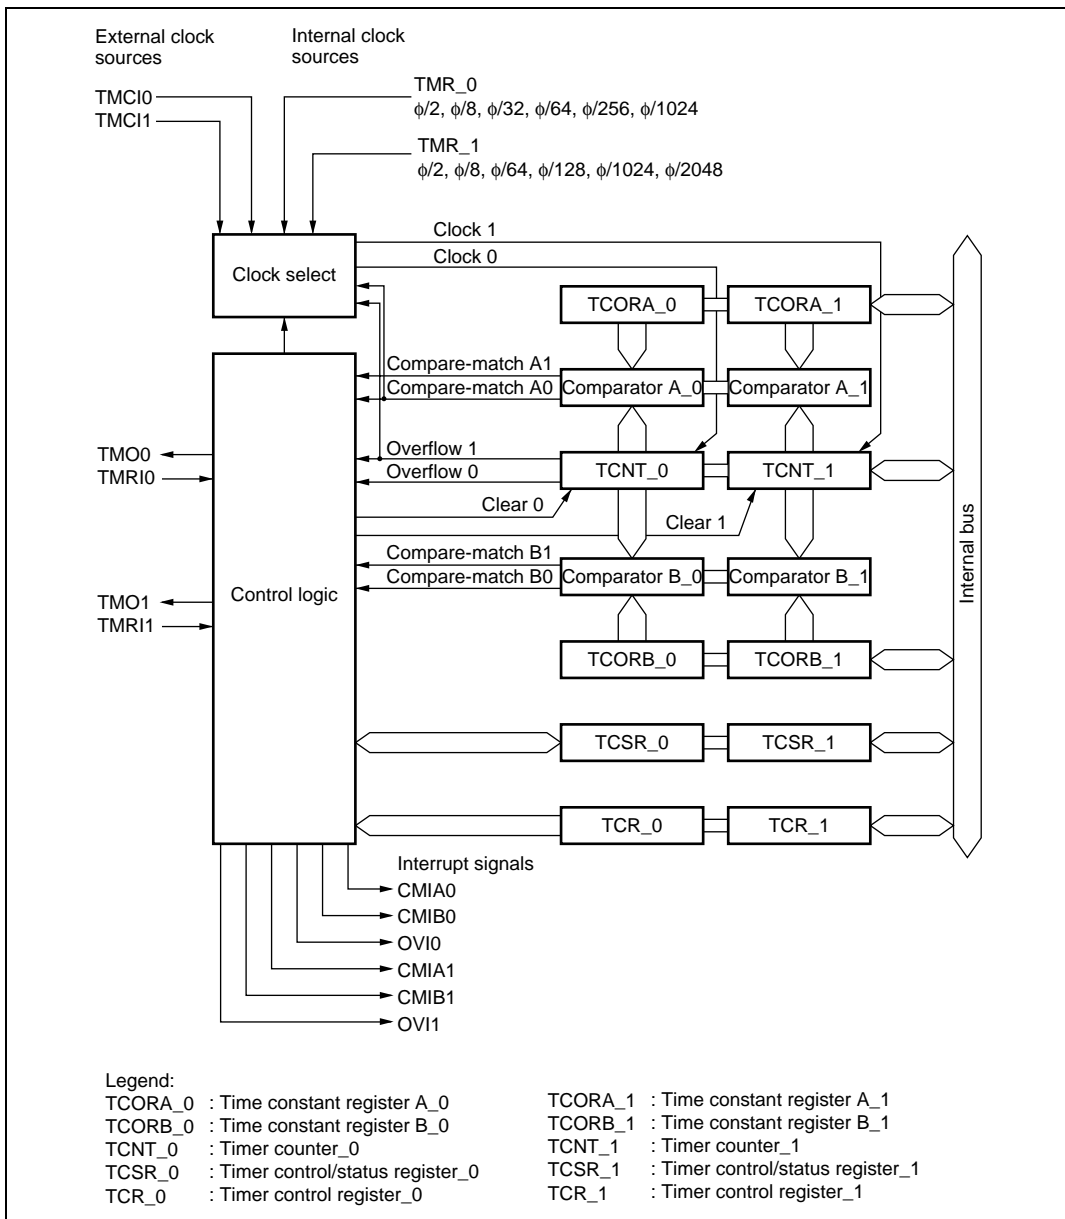 External clock
sources
Internal clock
sources
TMCI0
TMCI1
TMR_0
ϕ/2, ϕ/8, ϕ/32, ϕ/64, ϕ/256, ϕ/1024
TMR_1
ϕ/2, ϕ/8, ϕ/64, ϕ/128, ϕ/1024, ϕ/2048
Clock 1
Clock 0
Clock select
TCORA_0
TCORA_1
Compare-match A1
Compare-match A0
Comparator A_0
Comparator A_1
TMO0
TMRI0
Overflow 1
Overflow 0
TCNT_0
TCNT_1
Clear 0
Clear 1
Internal bus
Compare-match B1
Compare-match B0
Comparator B_0
Comparator B_1
Control logic
TMO1
TMRI1
TCORB_0
TCORB_1
TCSR_0
TCSR_1
TCR_0
TCR_1
Interrupt signals
CMIA0
CMIB0
OVI0
CMIA1
CMIB1
OVI1
Legend:
TCORA_0 : Time constant register A_0
TCORB_0 : Time constant register B_0
TCNT_0 : Timer counter_0
TCSR_0 : Timer control/status register_0
TCR_0 : Timer control register_0
TCORA_1 : Time constant register A_1
TCORB_1 : Time constant register B_1
TCNT_1 : Timer counter_1
TCSR_1 : Timer control/status register_1
TCR_1 : Timer control register_1